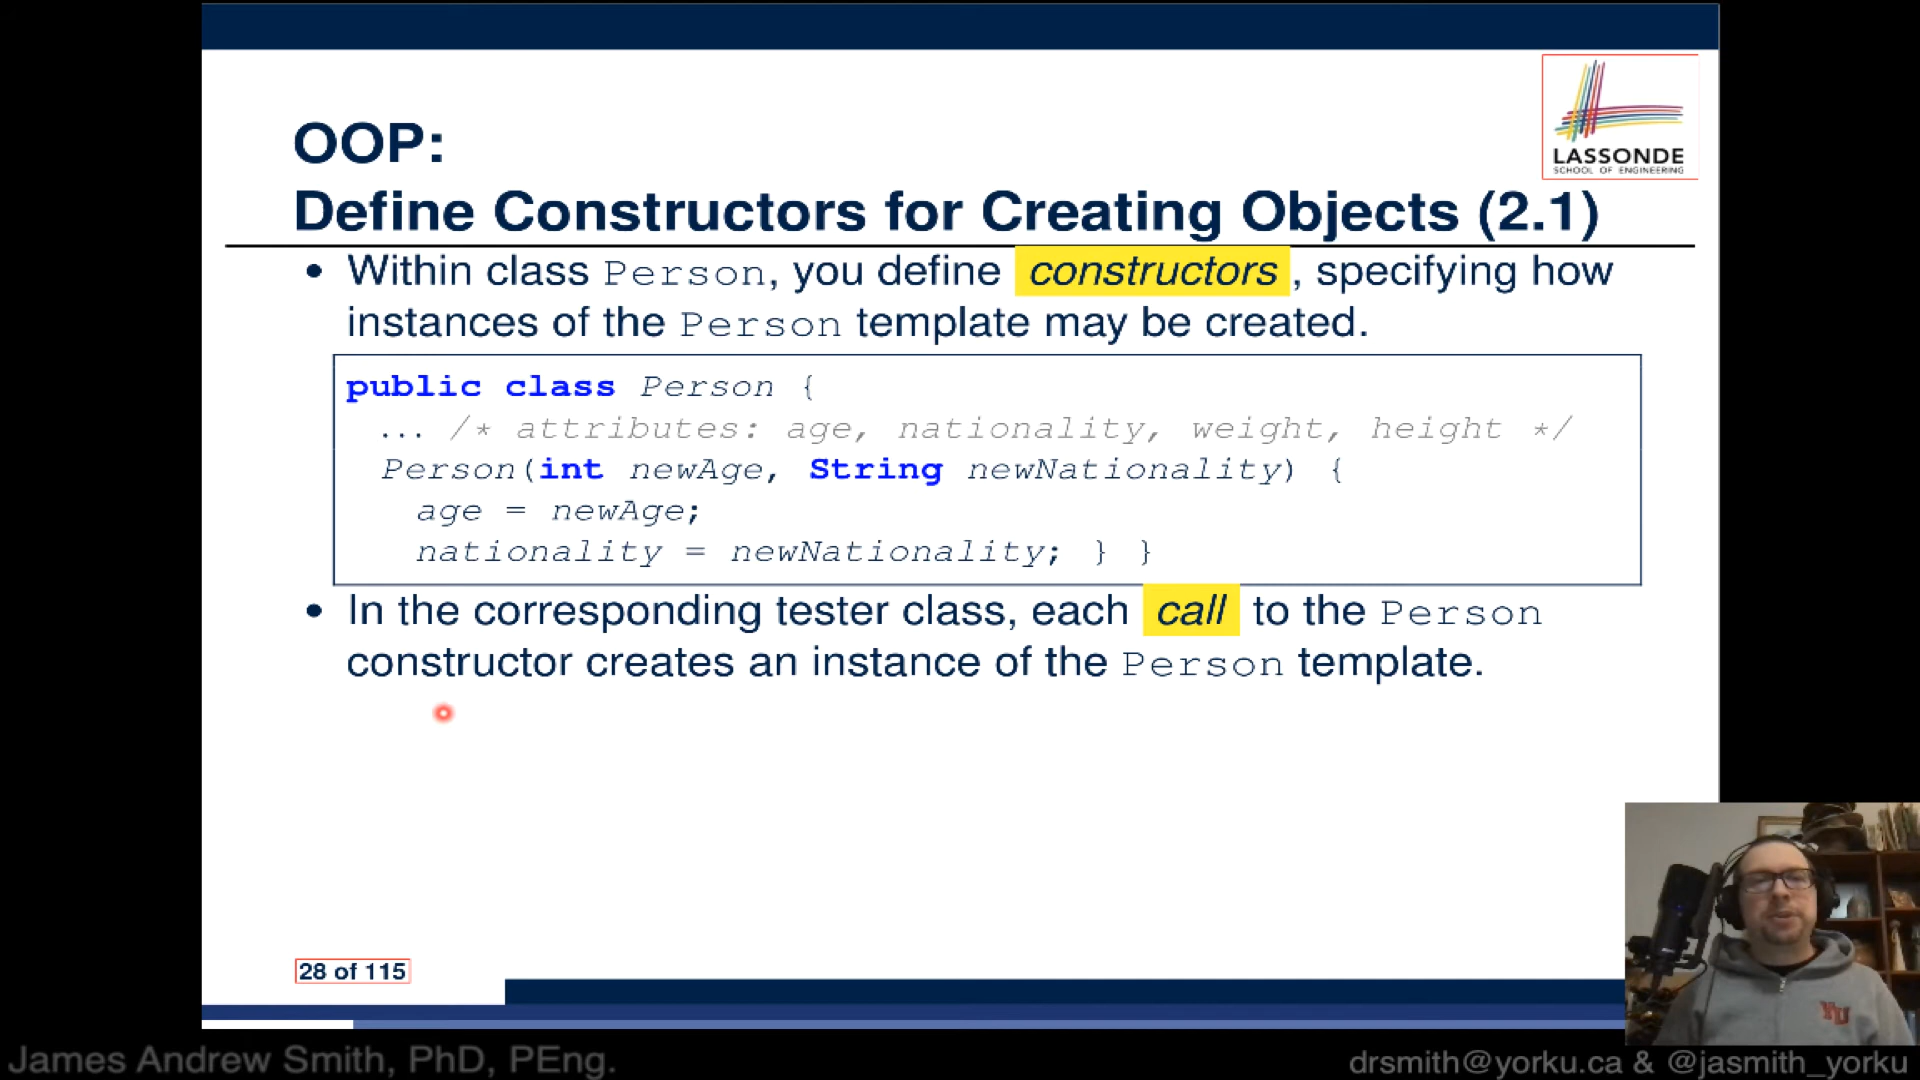 LASSONDE
SCHOOL OF ENGINEERING
OOP:
Define Constructors for Creating Objects (2.1)
• Within class Person, you define constructors, specifying how
instances of the Person template may be created.
public class Person {
... /* attributes: age, nationality, weight, height */
Person(int newAge, String newNationality) {
age = newAge;
nationality = newNationality; } }
• In the corresponding tester class, each call to the Person
constructor creates an instance of the Person template.
28 of 115
YU
James Andrew Smith, PhD, PEng.
drsmith@yorku.ca & @jasmith_yorku